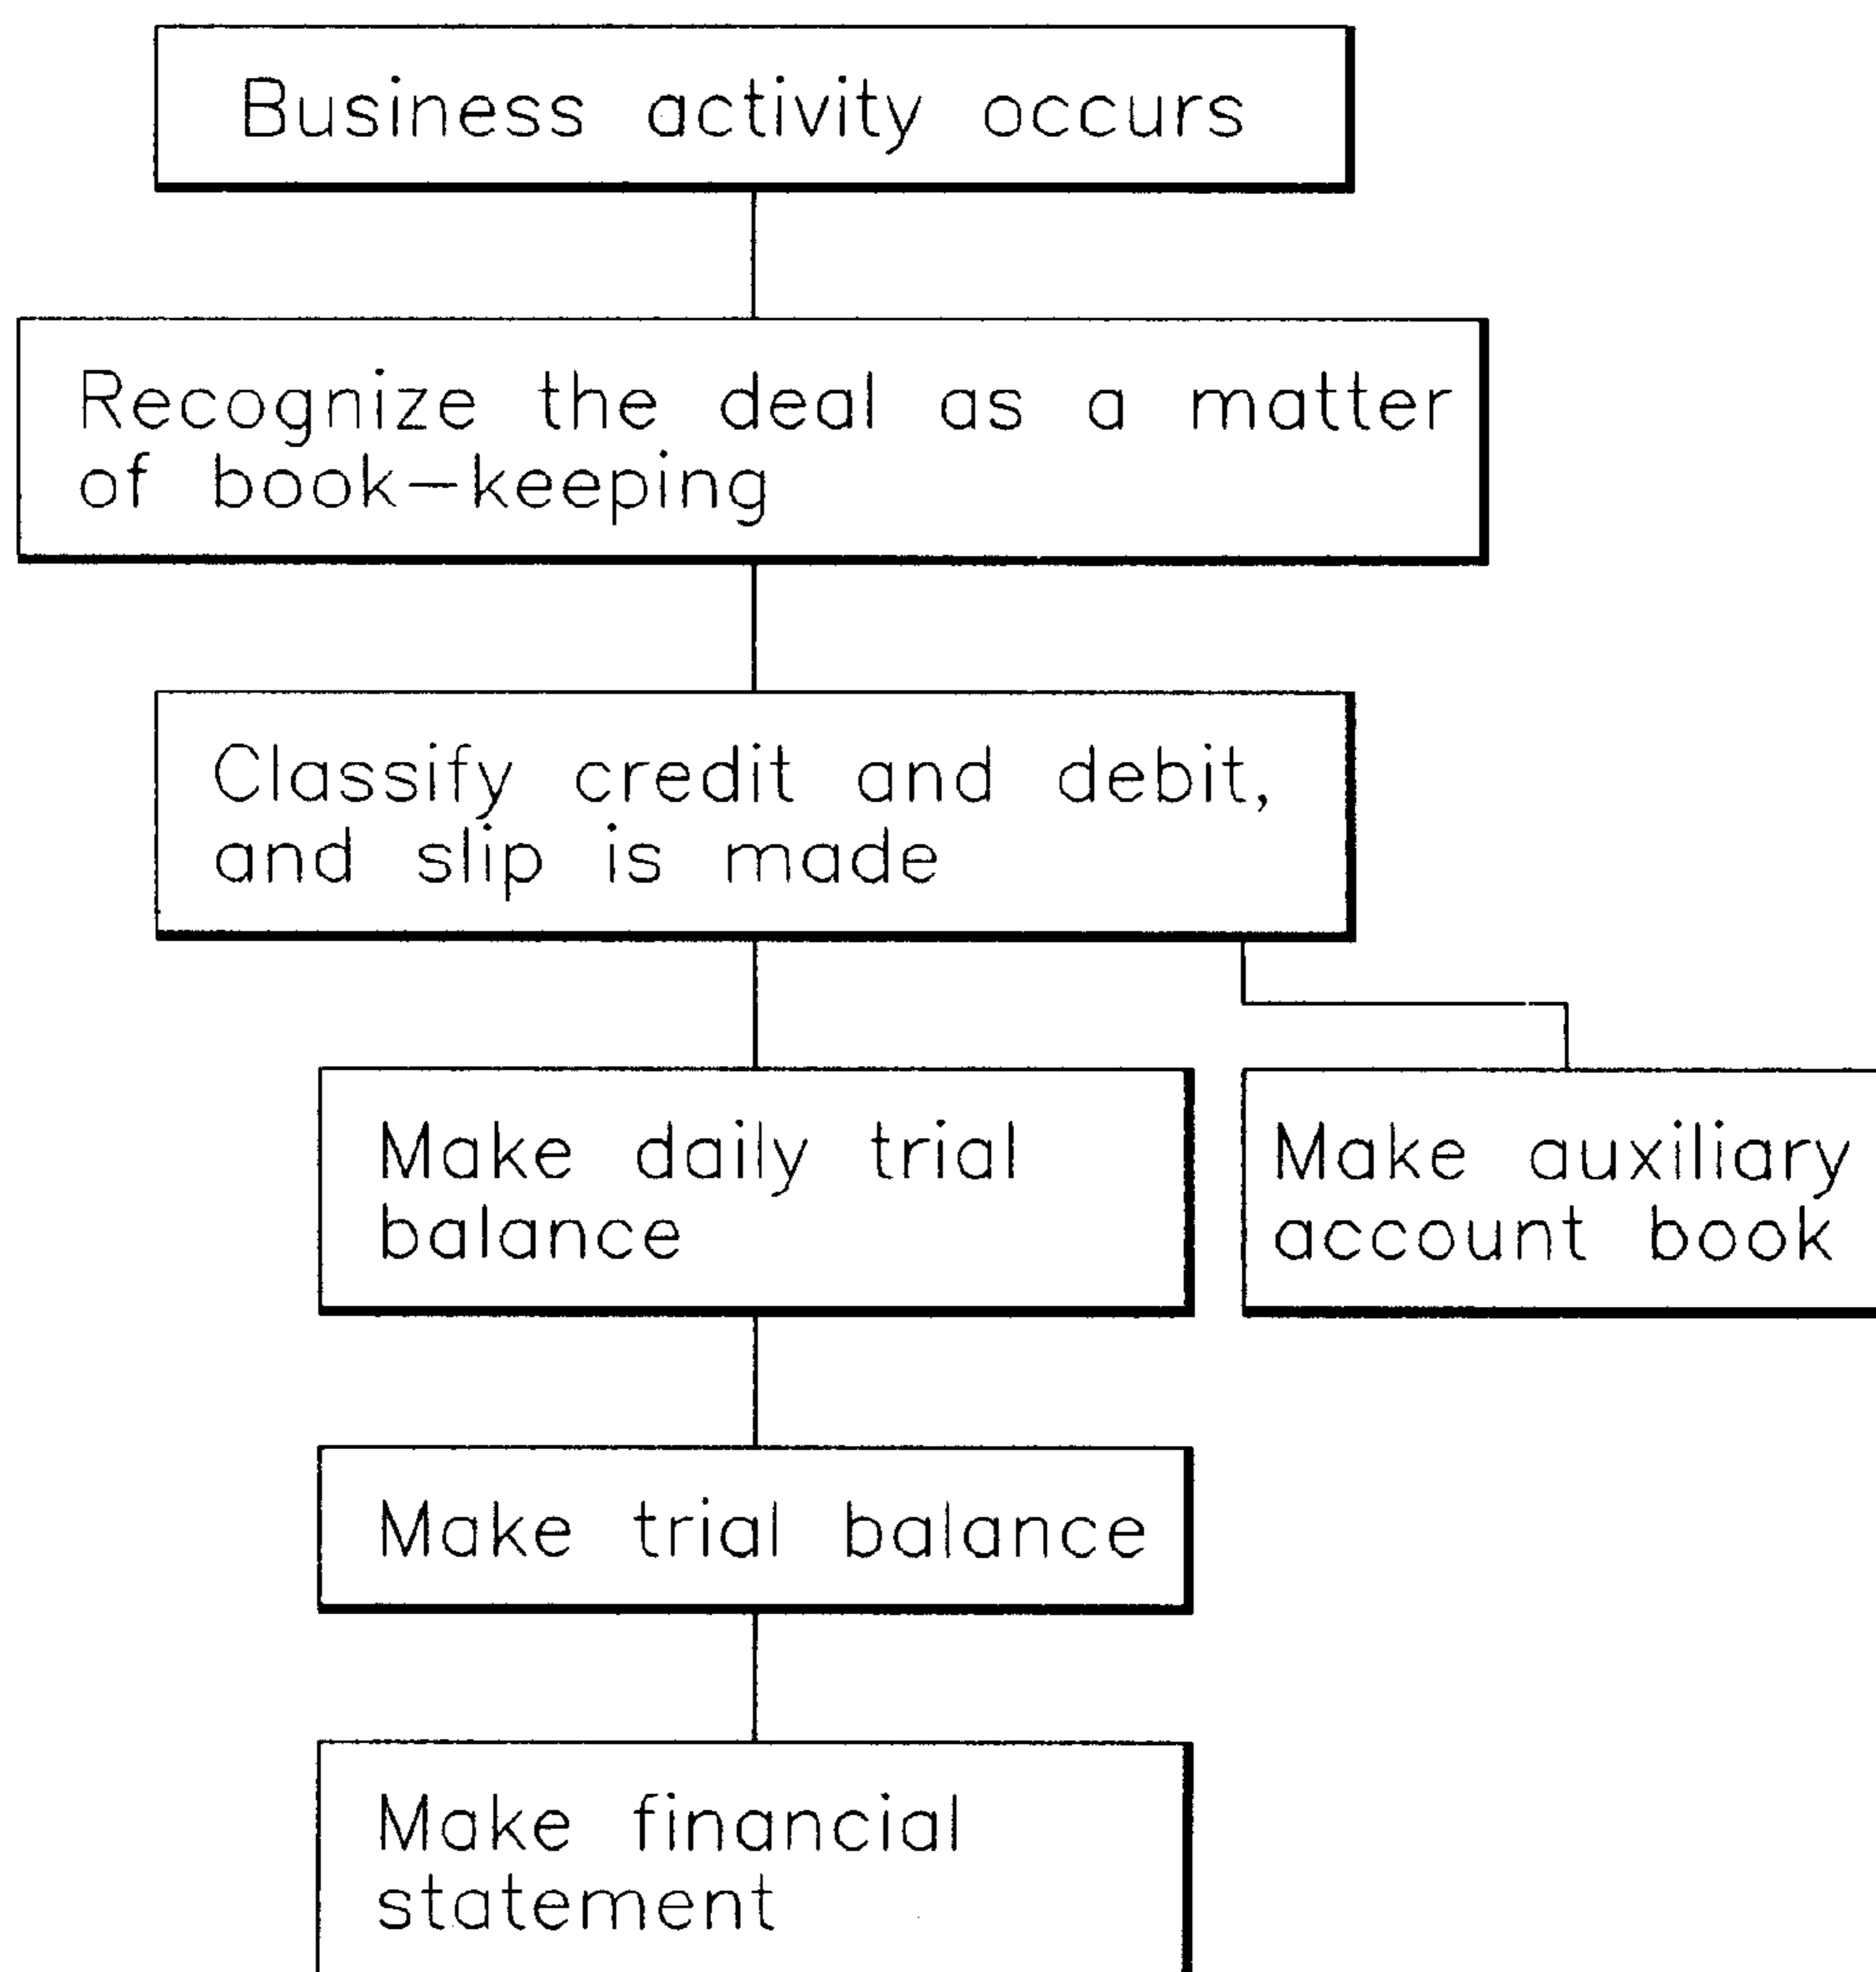 Business activity occurs
Recognize the deal as a matter
of book-keeping
Classify credit and debit,
and slip is made
Make daily trial
balance
Make auxiliary
account book
Make trial balance
Make financial
statement